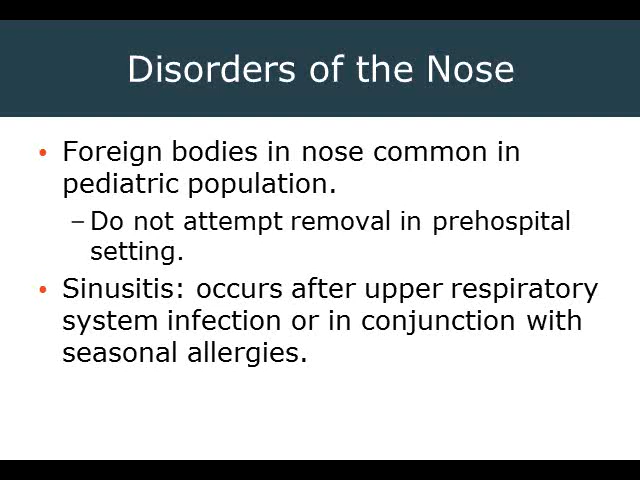 Disorders of the Nose
• Foreign bodies in nose common in
pediatric population.
– Do not attempt removal in prehospital
setting.
• Sinusitis: occurs after upper respiratory
system infection or in conjunction with
seasonal allergies.